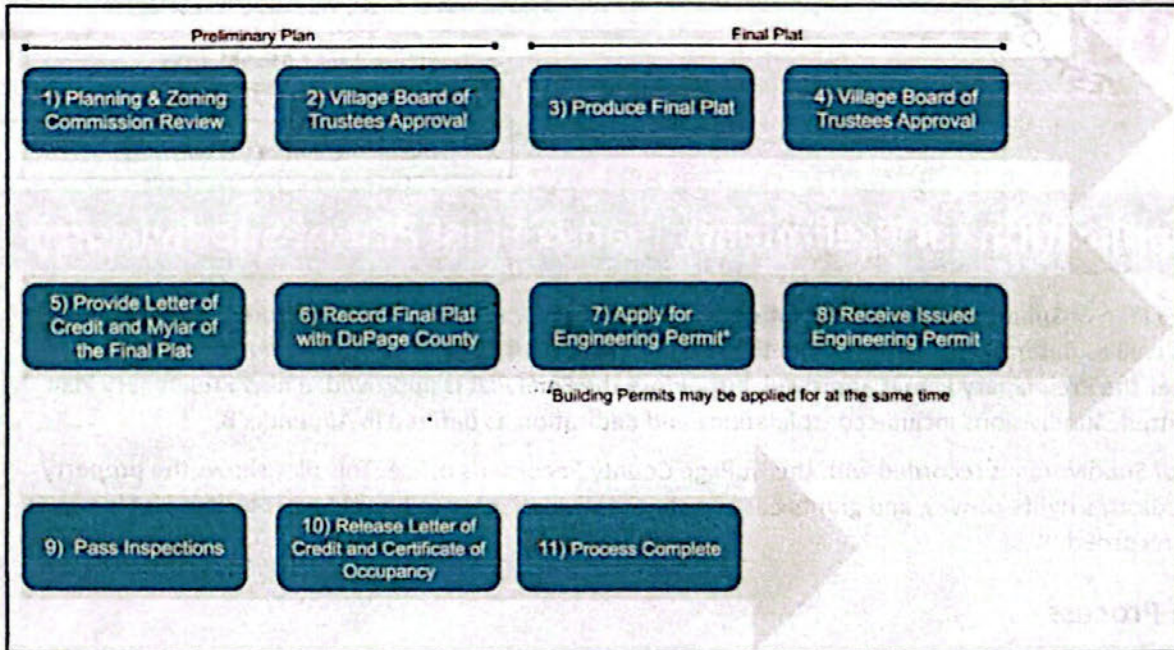 Preliminary Plan
Final Plat
1) Planning & Zoning
Commission Review
2) Village Board of
Trustees Approval
3) Produce Final Plat
4) Village Board of
Trustees Approval
5) Provide Letter of
Credit and Mylar of
the Final Plat
6) Record Final Plat
with DuPage County
7) Apply for
Engineering Permit*
8) Receive Issued
Engineering Permit
*Building Permits may be applied for at the same time
9) Pass Inspections
10) Release Letter of
Credit and Certificate of
Occupancy
11) Process Complete
Process